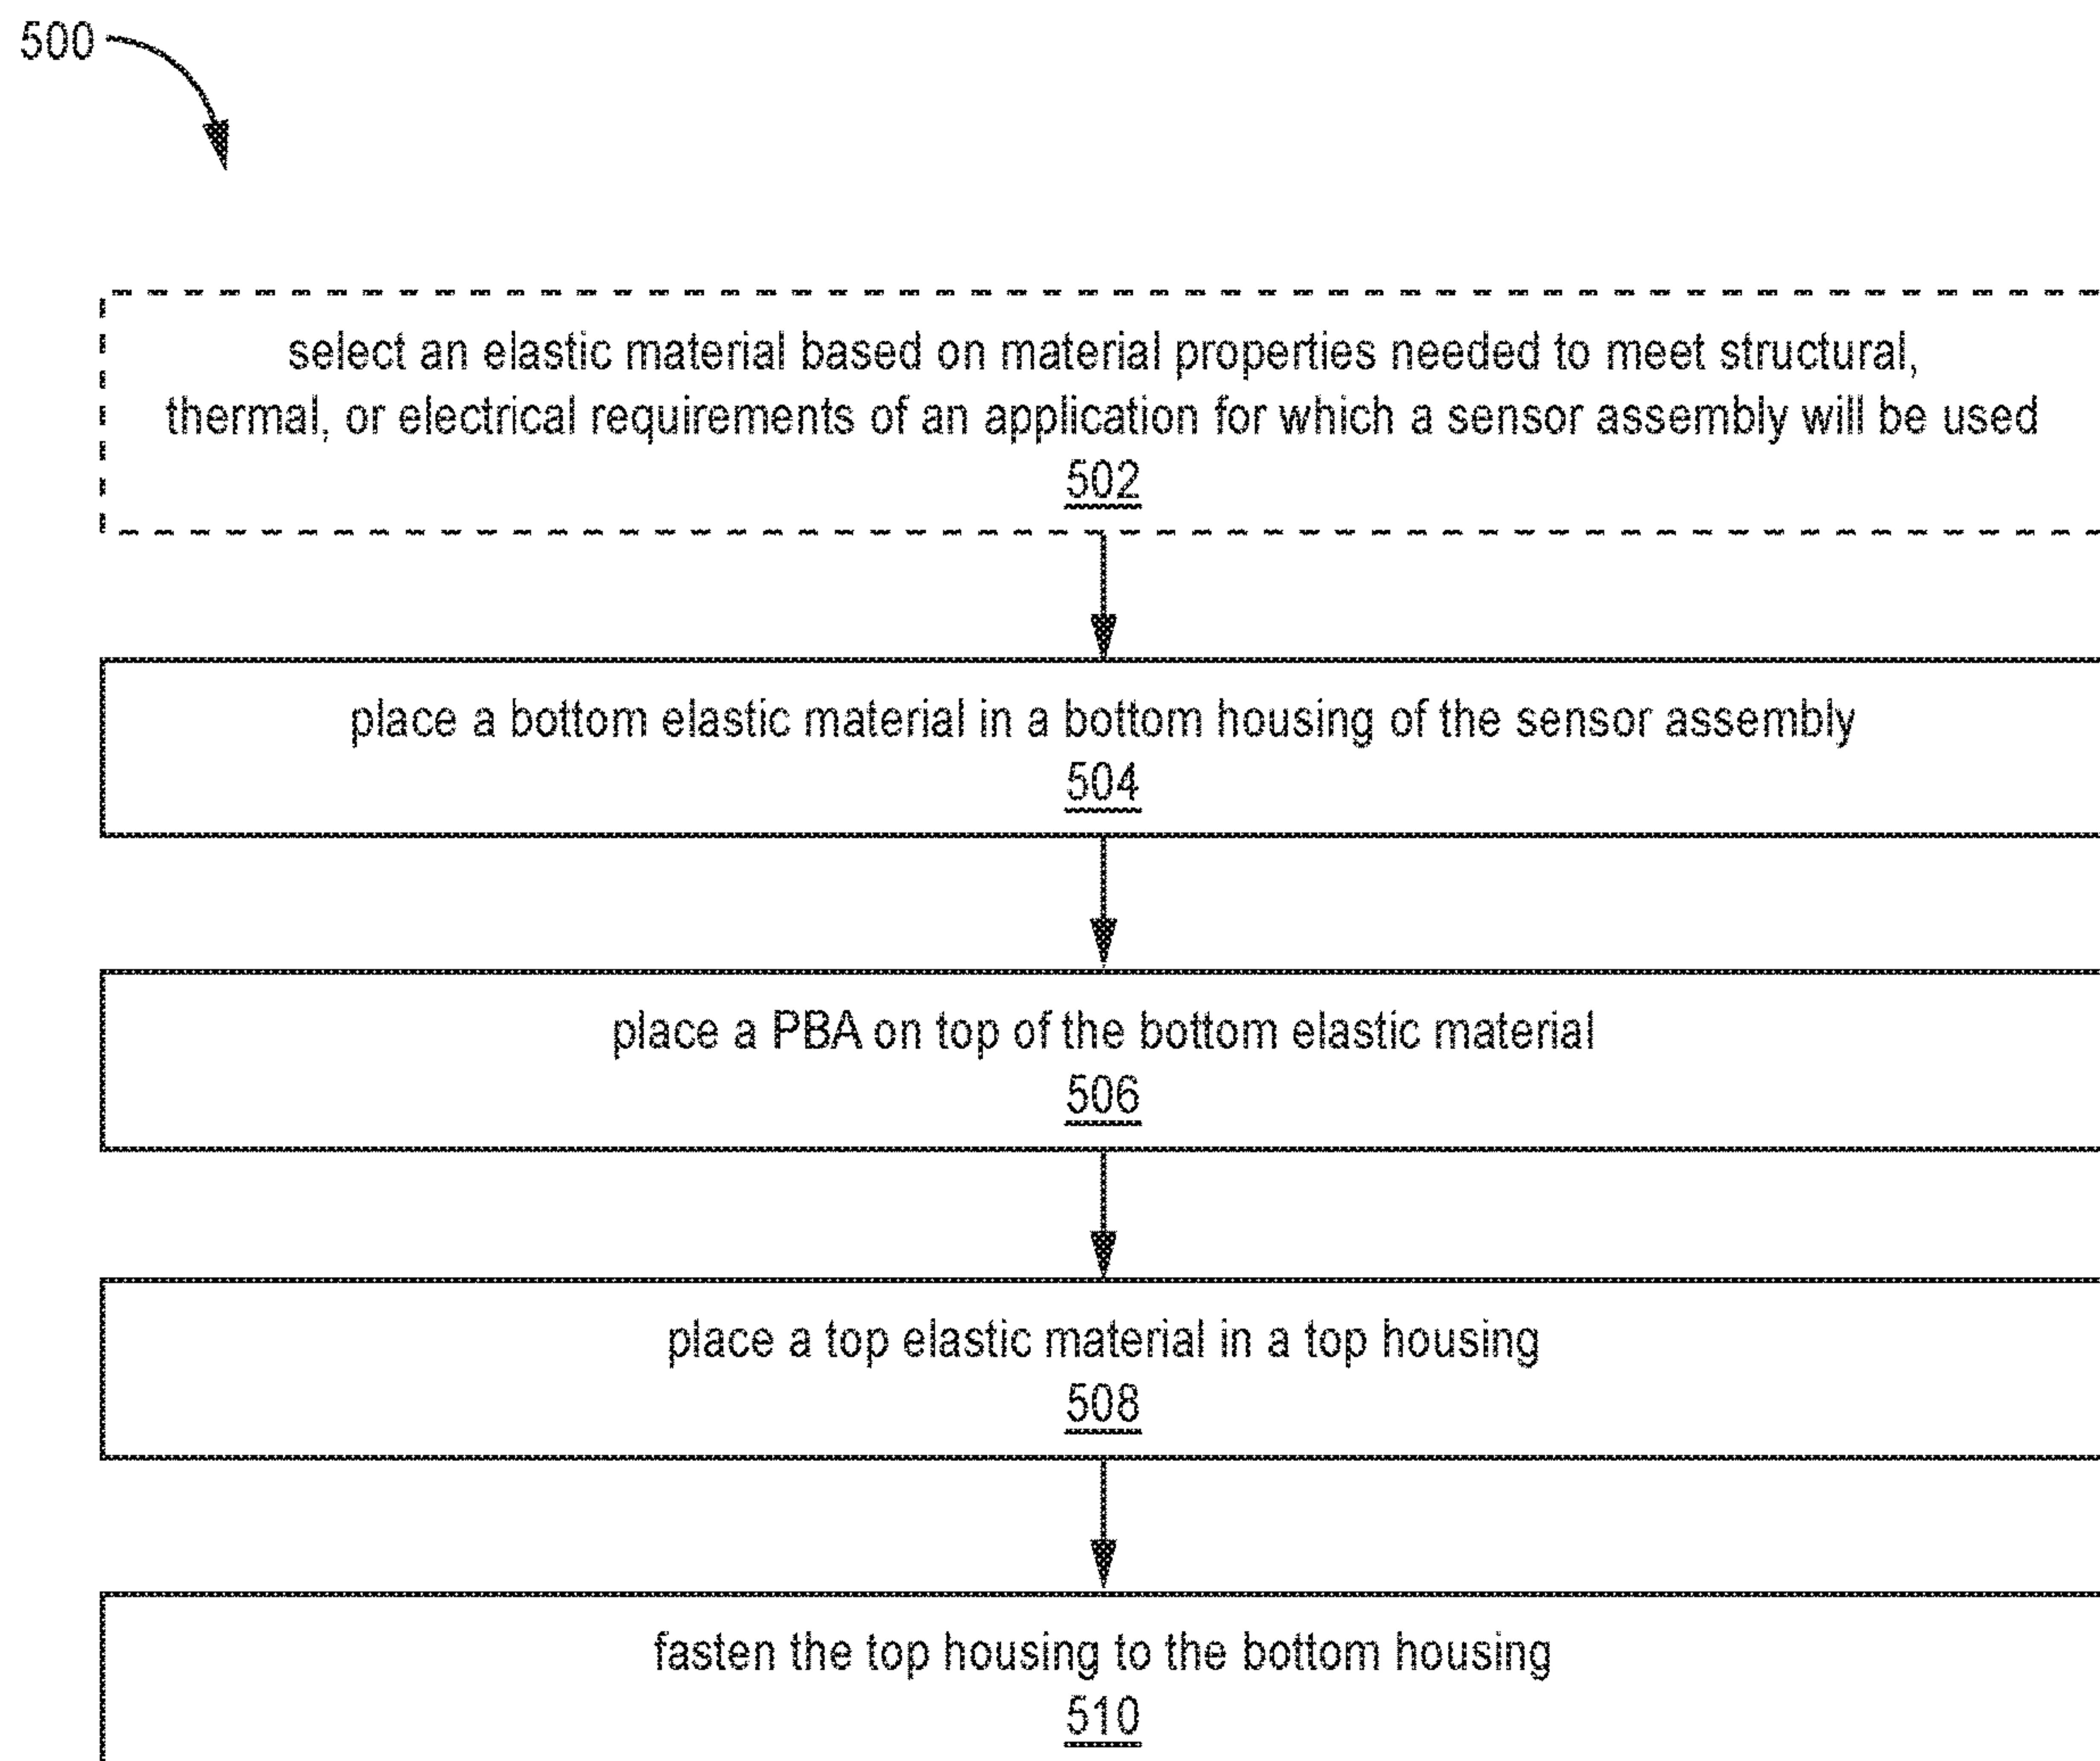 500
select an elastic material based on material properties needed to meet structural,
thermal, or electrical requirements of an application for which a sensor assembly will be used
502
place a bottom elastic material in a bottom housing of the sensor assembly
504
place a PBA on top of the bottom elastic material
506
place a top elastic material in a top housing
508
fasten the top housing to the bottom housing
510